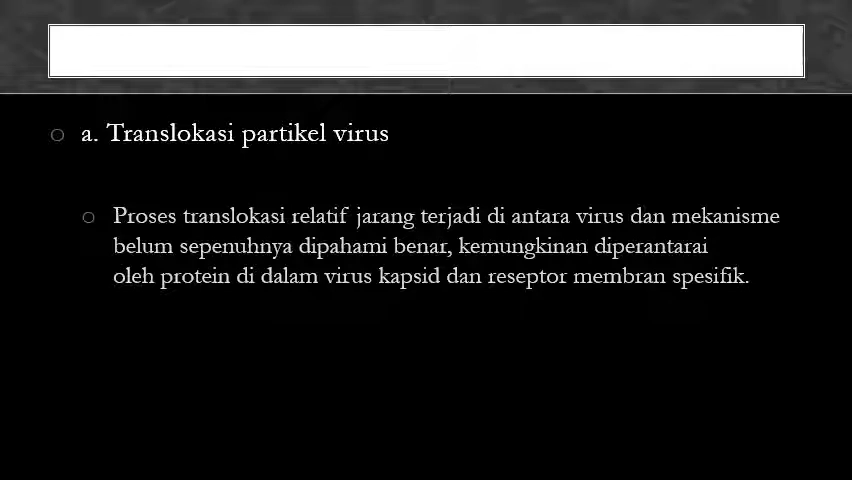 a. Translokasi partikel virus
Proses translokasi relatif jarang terjadi di antara virus dan mekanisme
belum sepenuhnya dipahami benar, kemungkinan diperantarai
oleh protein di dalam virus kapsid dan reseptor membran spesifik.